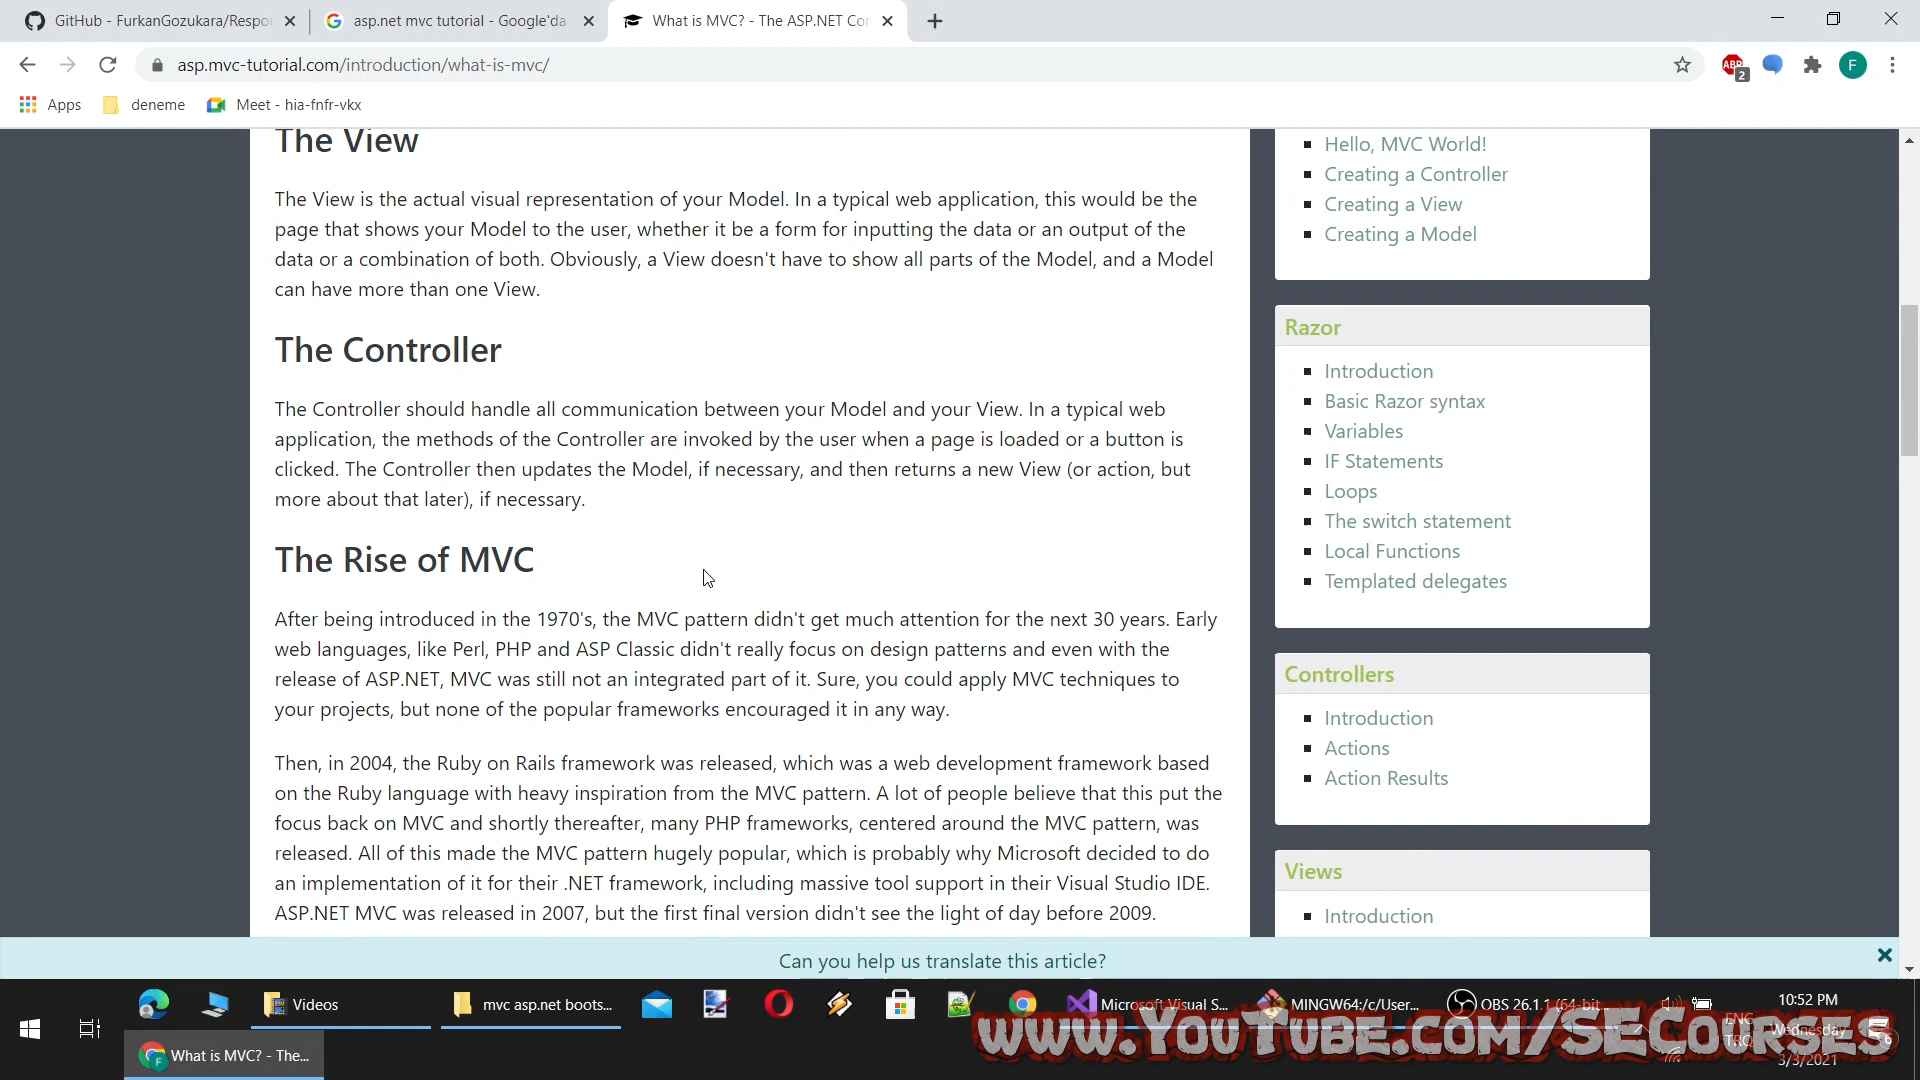 GitHub - FurkanGozukara/Respo
asp.net mvc tutorial - Google'da
What is MVC? - The ASP.NET Cor
asp.mvc-tutorial.com/introduction/what-is-mvc/
ABP
2
F
Apps
deneme
Meet - hia-fnfr-vkx
The View
The View is the actual visual representation of your Model. In a typical web application, this would be the
page that shows your Model to the user, whether it be a form for inputting the data or an output of the
data or a combination of both. Obviously, a View doesn't have to show all parts of the Model, and a Model
can have more than one View.
The Controller
The Controller should handle all communication between your Model and your View. In a typical web
application, the methods of the Controller are invoked by the user when a page is loaded or a button is
clicked. The Controller then updates the Model, if necessary, and then returns a new View (or action, but
more about that later), if necessary.
The Rise of MVC
After being introduced in the 1970's, the MVC pattern didn't get much attention for the next 30 years. Early
web languages, like Perl, PHP and ASP Classic didn't really focus on design patterns and even with the
release of ASP.NET, MVC was still not an integrated part of it. Sure, you could apply MVC techniques to
your projects, but none of the popular frameworks encouraged it in any way.
Then, in 2004, the Ruby on Rails framework was released, which was a web development framework based
on the Ruby language with heavy inspiration from the MVC pattern. A lot of people believe that this put the
focus back on MVC and shortly thereafter, many PHP frameworks, centered around the MVC pattern, was
released. All of this made the MVC pattern hugely popular, which is probably why Microsoft decided to do
an implementation of it for their .NET framework, including massive tool support in their Visual Studio IDE.
ASP.NET MVC was released in 2007, but the first final version didn't see the light of day before 2009.
Hello, MVC World!
Creating a Controller
Creating a View
Creating a Model
Razor
Introduction
Basic Razor syntax
Variables
IF Statements
Loops
The switch statement
Local Functions
Templated delegates
Controllers
Introduction
Actions
Action Results
Views
Introduction
Can you help us translate this article?
Videos
mvc asp.net boots...
Microsoft Visual S...
MINGW64:/c/User...
OBS 26.1.1 (64-bit...
10:52 PM
ENG
Wednesday
TRQ
3/3/2021
What is MVC? - The...
www.YouTube.com/SECourses